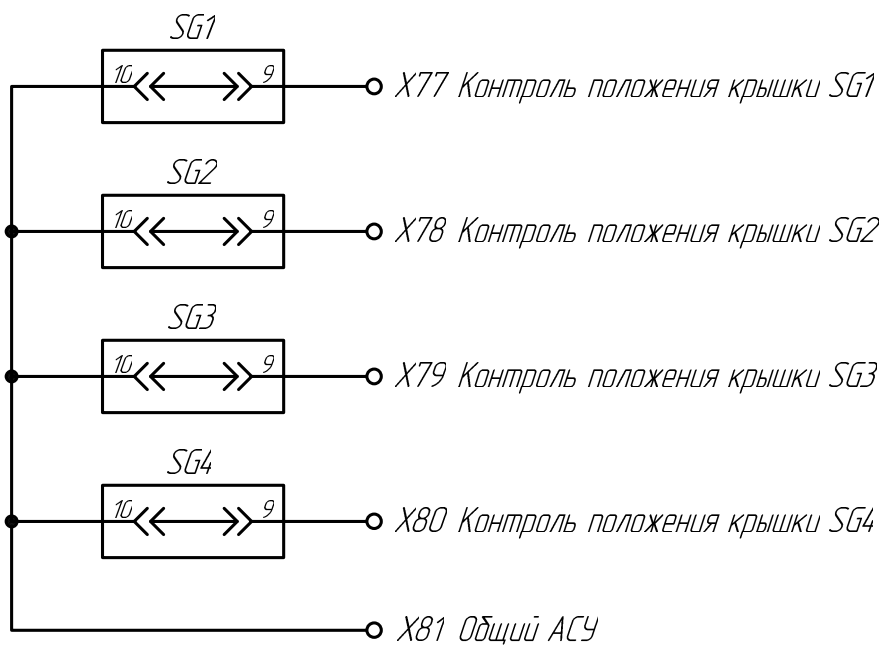 SG1
10 9
X77 Контроль положения крышки SG1
SG2
10 9
X78 Контроль положения крышки SG2
SG3
10 9
X79 Контроль положения крышки SG3
SG4
10 9
X80 Контроль положения крышки SG4
X81 Общий АСУ